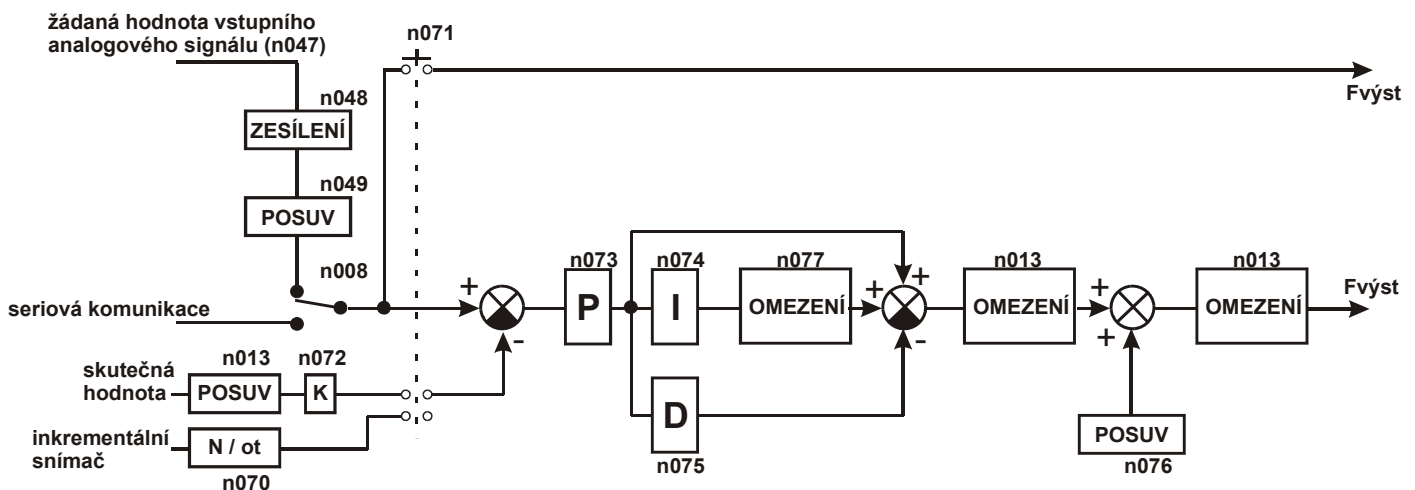 žádaná hodnota vstupního
analogového signálu (n047)
n071
Fvýst
n048
ZESÍLENÍ
n049
POSUV
n008
seriová komunikace
+
-
n073
P
n074
I
n077
OMEZENÍ
+
+
-
D
n075
n013
OMEZENÍ
+
+
n013
OMEZENÍ
Fvýst
POSUV
n076
skutečná
hodnota
n013
POSUV
n072
K
inkrementální
snímač
N / ot
n070